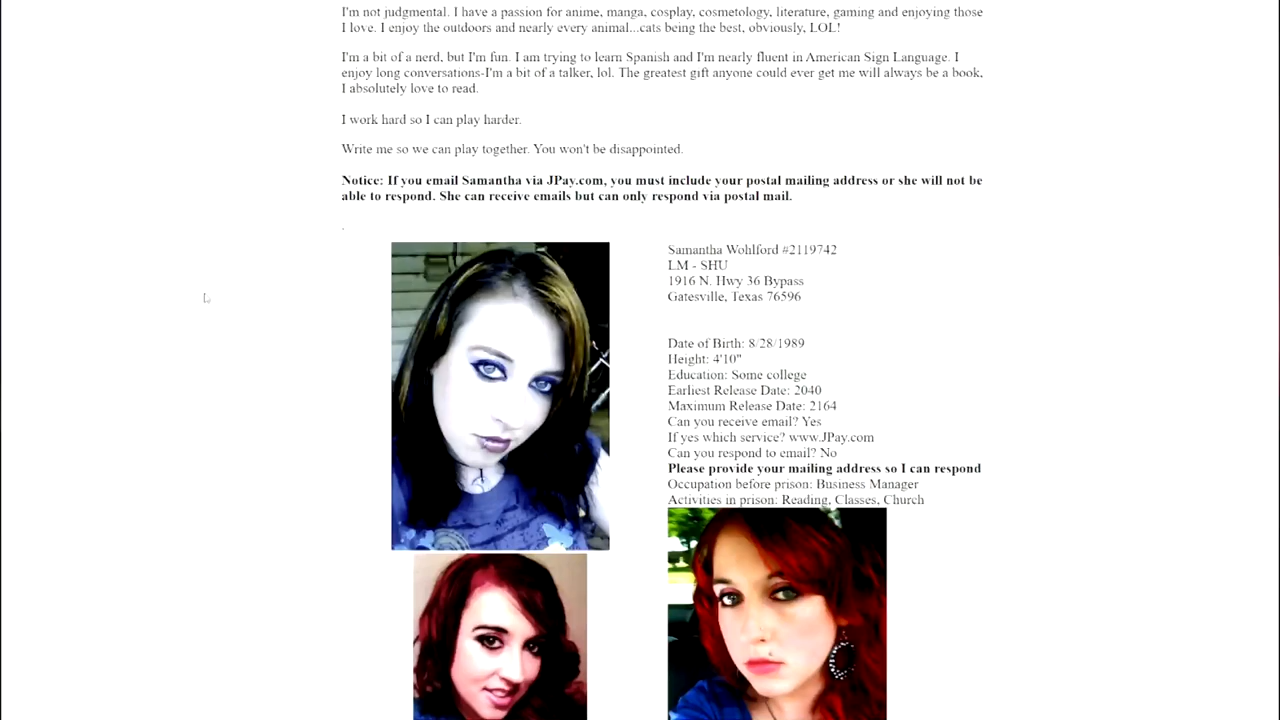 I'm not judgmental. I have a passion for anime, manga, cosplay, cosmetology, literature, gaming and enjoying those
I love. I enjoy the outdoors and nearly every animal...cats being the best, obviously, LOL!
I'm a bit of a nerd, but I'm fun. I am trying to learn Spanish and I'm nearly fluent in American Sign Language. I
enjoy long conversations-I'm a bit of a talker, lol. The greatest gift anyone could ever get me will always be a book,
I absolutely love to read.
I work hard so I can play harder.
Write me so we can play together. You won't be disappointed.
Notice: If you email Samantha via JPay.com, you must include your postal mailing address or she will not be
able to respond. She can receive emails but can only respond via postal mail.
.
Samantha Wohlford #2119742
LM - SHU
1916 N. Hwy 36 Bypass
Gatesville, Texas 76596
Date of Birth: 8/28/1989
Height: 4'10"
Education: Some college
Earliest Release Date: 2040
Maximum Release Date: 2164
Can you receive email? Yes
If yes which service? www.JPay.com
Can you respond to email? No
Please provide your mailing address so I can respond
Occupation before prison: Business Manager
Activities in prison: Reading, Classes, Church